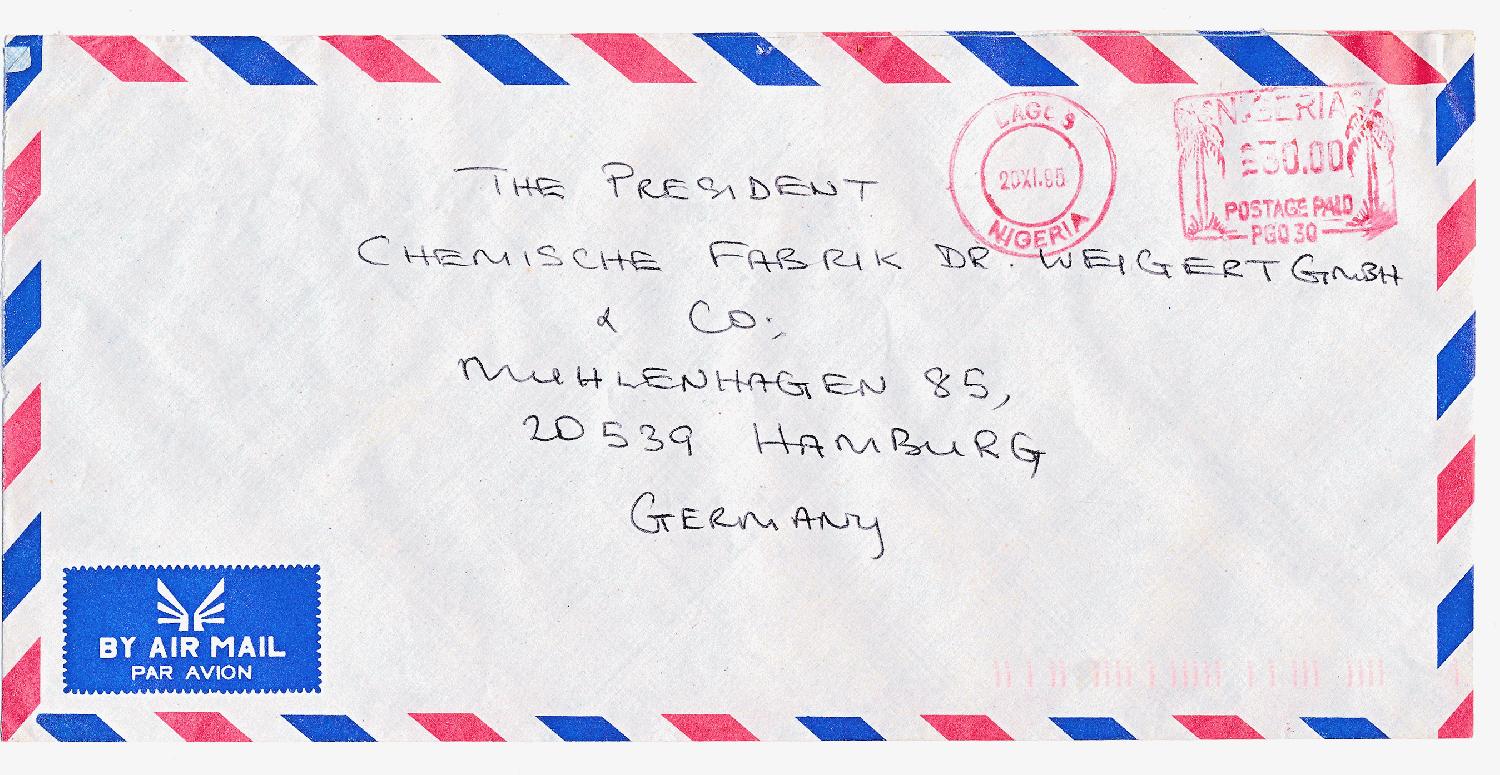 LAGOS
20XI.95
NIGERIA
NIGERIA
30.00
POSTAGE PAID
PBO 30
THE PRESIDENT
CHEMISCHE FABRIK DR. WEIGERT GMBH
& CO.,
MUHLENHAGEN 85,
20539 HAMBURG
GERMANY
BY AIR MAIL
PAR AVION